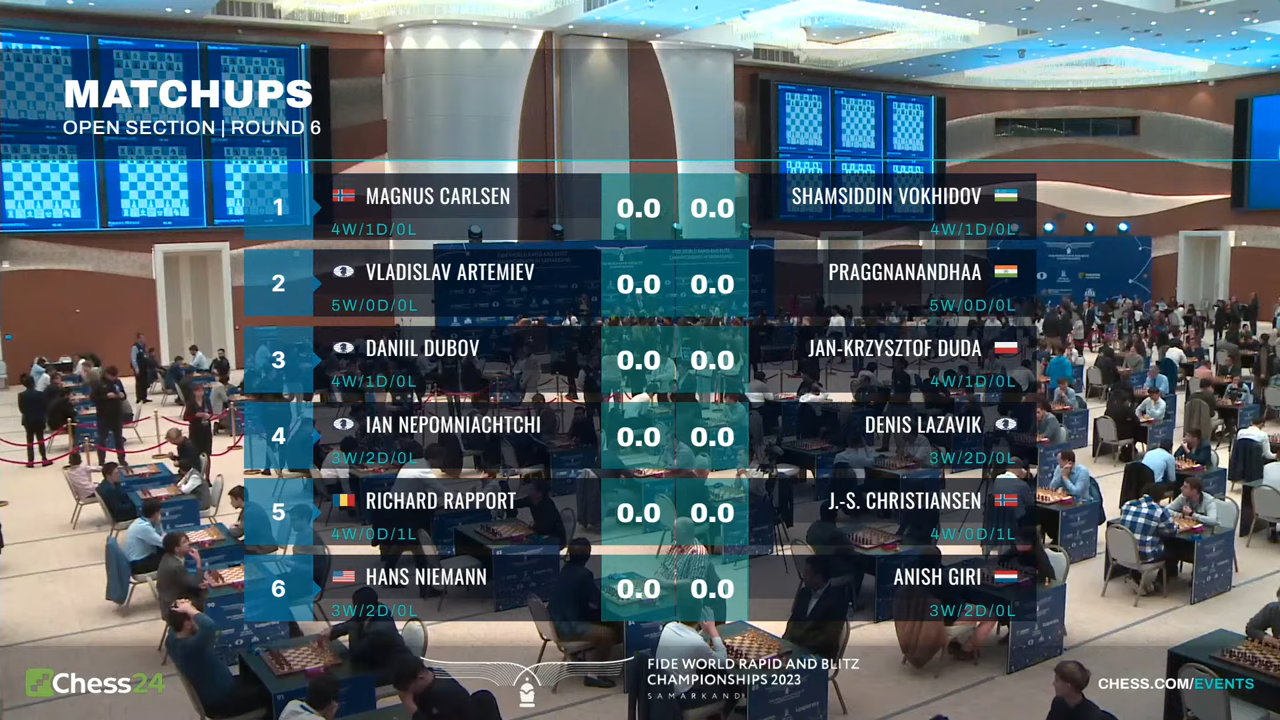 MATCHUPS
OPEN SECTION | ROUND 6
1 MAGNUS CARLSEN 0.0 0.0 SHAMSIDDIN VOKHIDOV
4W/1D/0L 4W/1D/0L
2 VLADISLAV ARTEMIEV 0.0 0.0 PRAGGNANANDHAA
5W/0D/0L 5W/0D/0L
3 DANIIL DUBOV 0.0 0.0 JAN-KRZYSZTOF DUDA
4W/1D/0L 4W/1D/0L
4 IAN NEPOMNIACHTCHI 0.0 0.0 DENIS LAZAVIK
3W/2D/0L 3W/2D/0L
5 RICHARD RAPPORT 0.0 0.0 J.-S. CHRISTIANSEN
4W/0D/1L 4W/0D/1L
6 HANS NIEMANN 0.0 0.0 ANISH GIRI
3W/2D/0L 3W/2D/0L
Chess24
FIDE WORLD RAPID AND BLITZ
CHAMPIONSHIPS 2023
SAMARKAND
CHESS.COM/EVENTS